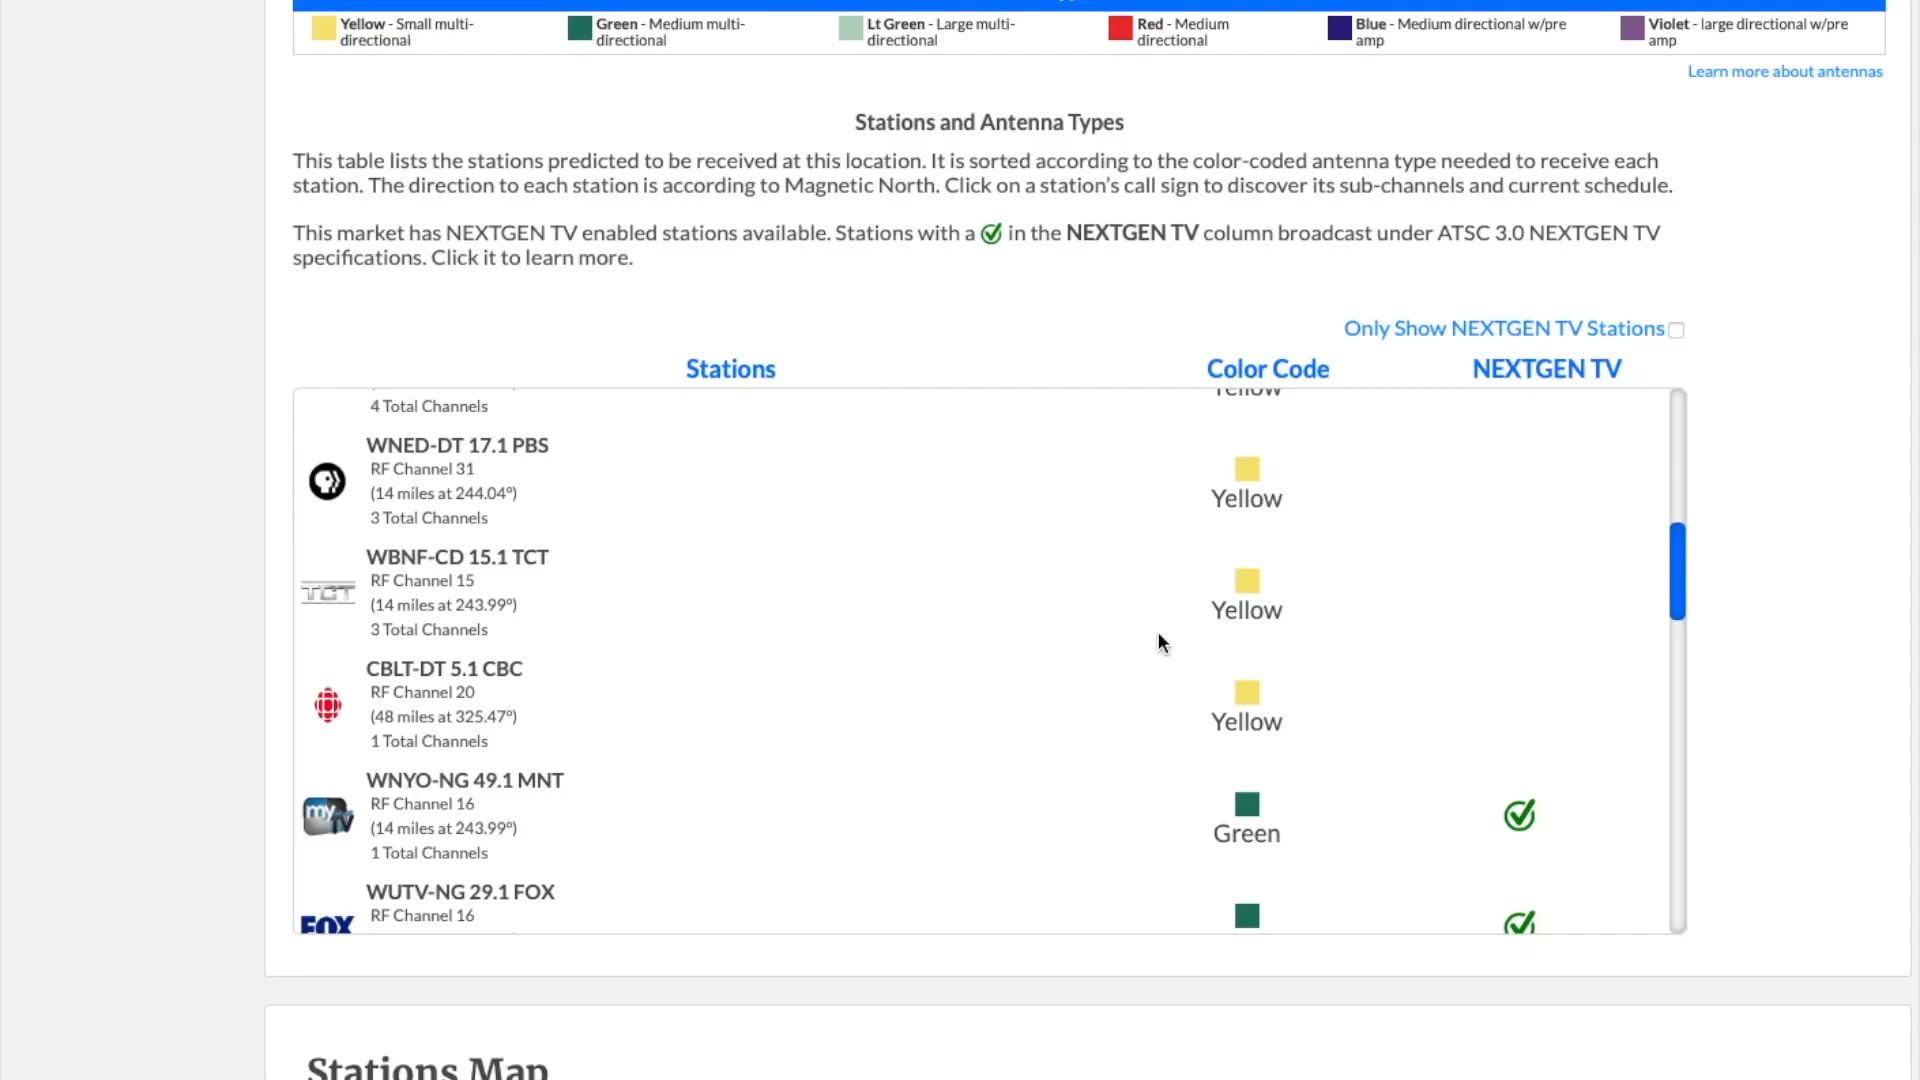 Yellow - Small multi-
directional
Green - Medium multi-
directional
Lt Green - Large multi-
directional
Red - Medium
directional
Blue - Medium directional w/pre
amp
Violet - large directional w/pre
amp
Learn more about antennas
Stations and Antenna Types
This table lists the stations predicted to be received at this location. It is sorted according to the color-coded antenna type needed to receive each
station. The direction to each station is according to Magnetic North. Click on a station's call sign to discover its sub-channels and current schedule.
This market has NEXTGEN TV enabled stations available. Stations with a in the NEXTGEN TV column broadcast under ATSC 3.0 NEXTGEN TV
specifications. Click it to learn more.
Only Show NEXTGEN TV Stations
Stations Color Code NEXTGEN TV
Yellow
4 Total Channels
WNED-DT 17.1 PBS
RF Channel 31
(14 miles at 244.04º)
3 Total Channels
Yellow
TCT
WBNF-CD 15.1 TCT
RF Channel 15
(14 miles at 243.99º)
3 Total Channels
Yellow
CBLT-DT 5.1 CBC
RF Channel 20
(48 miles at 325.47º)
1 Total Channels
Yellow
my tv
WNYO-NG 49.1 MNT
RF Channel 16
(14 miles at 243.99º)
1 Total Channels
Green
FOX
WUTV-NG 29.1 FOX
RF Channel 16
Stations Map